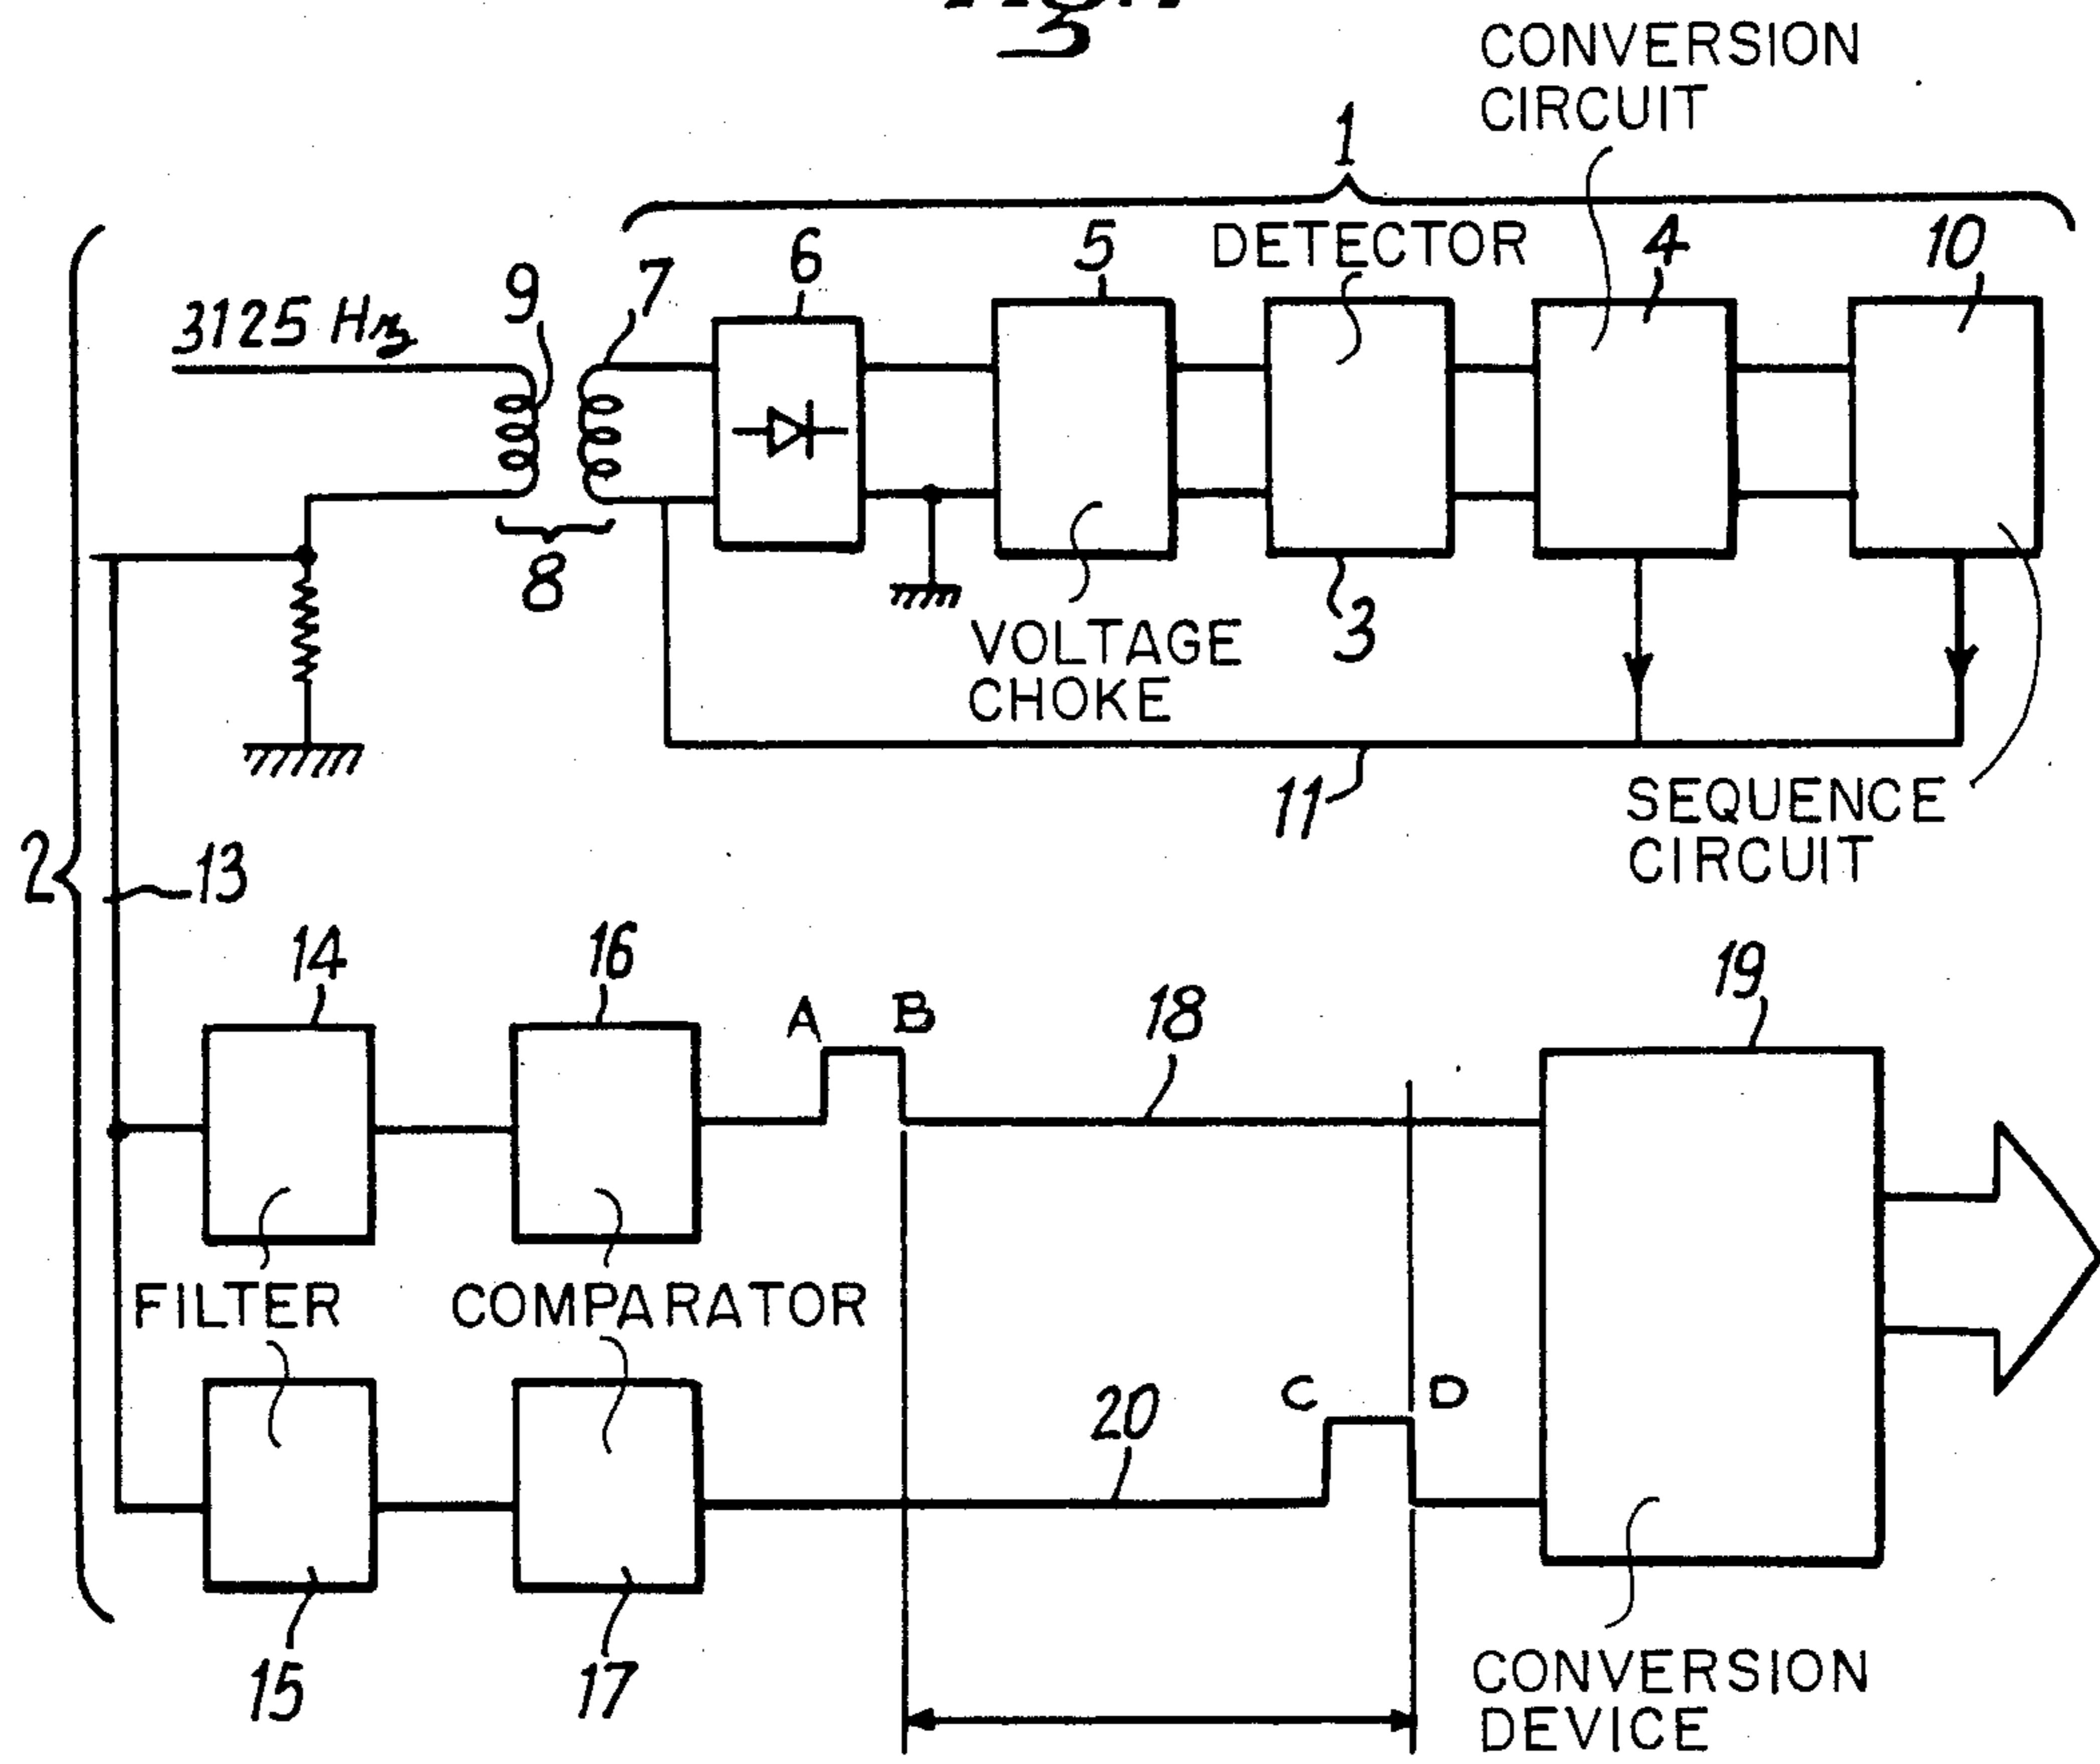 3
CONVERSION
CIRCUIT
1
DETECTOR
6
5
4
10
9
7
3125 Hz
8
3
VOLTAGE
CHOKE
11
SEQUENCE
CIRCUIT
2
13
14
16
A
B
18
19
FILTER
COMPARATOR
20
C
D
15
17
CONVERSION
DEVICE